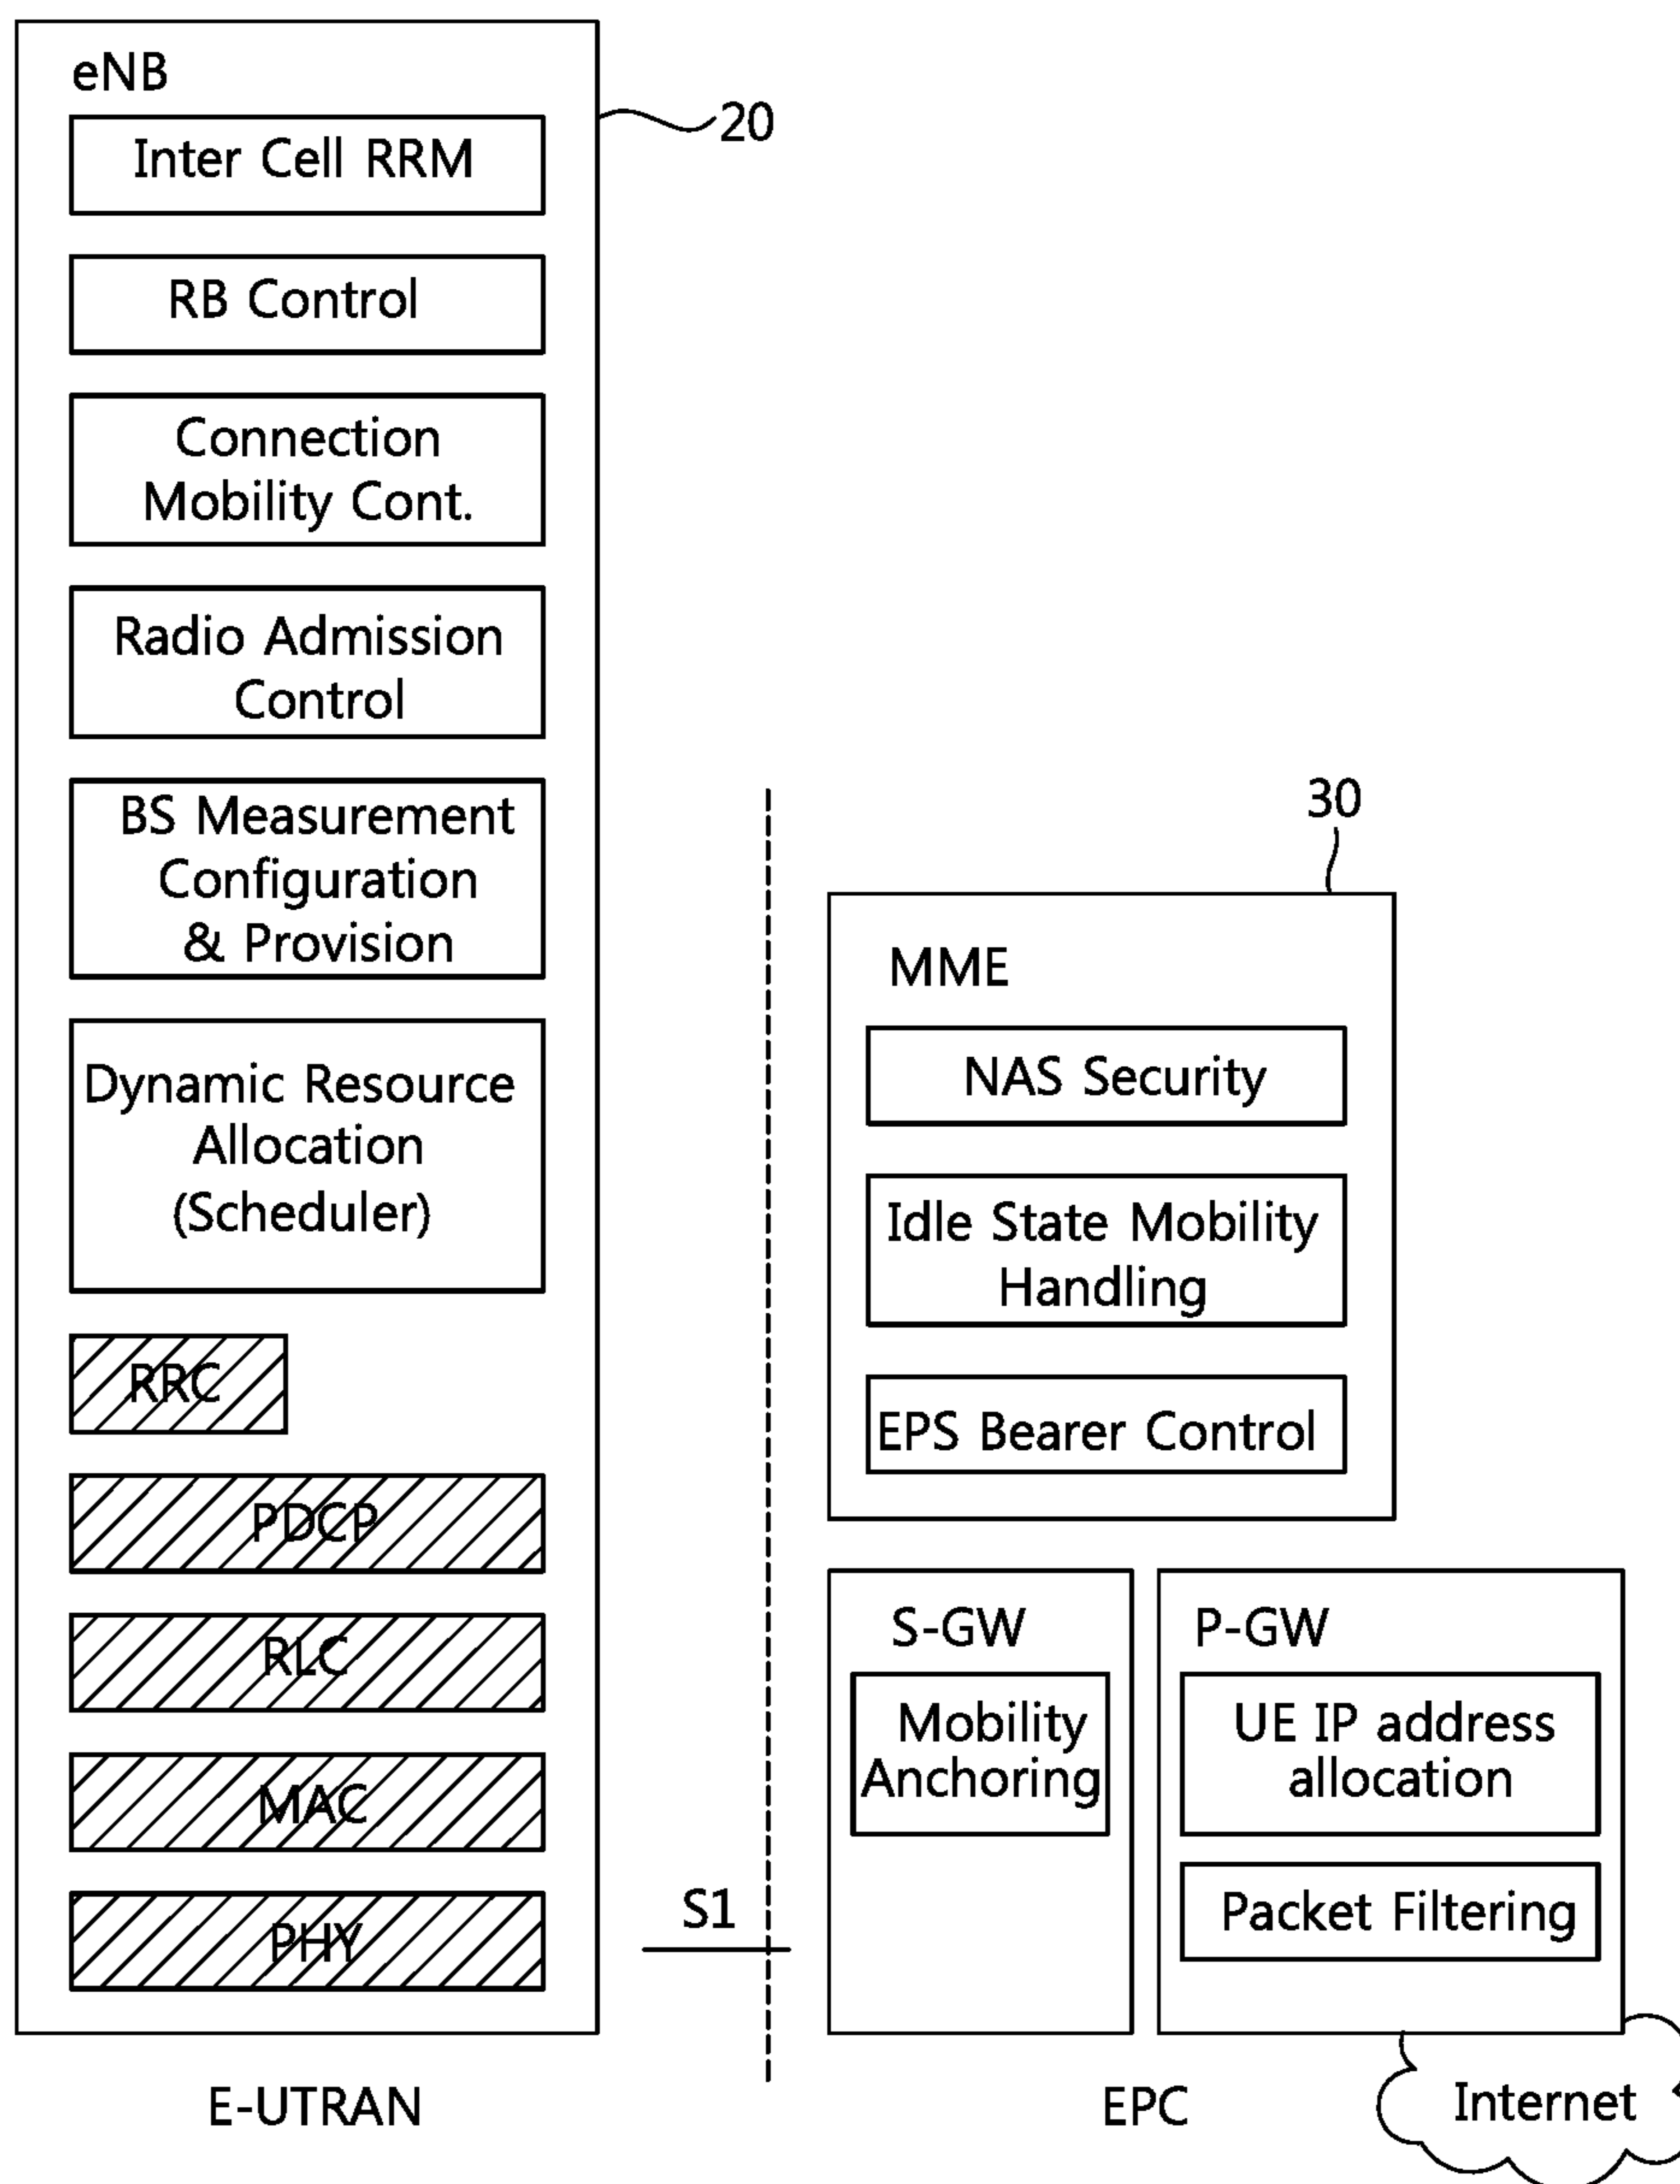 eNB
20
Inter Cell RRM
RB Control
Connection
Mobility Cont.
Radio Admission
Control
BS Measurement
Configuration
& Provision
Dynamic Resource
Allocation
(Scheduler)
RRC
PDCP
RLC
MAC
PHY
S1
E-UTRAN
30
MME
NAS Security
Idle State Mobility
Handling
EPS Bearer Control
S-GW
Mobility
Anchoring
P-GW
UE IP address
allocation
Packet Filtering
EPC
Internet